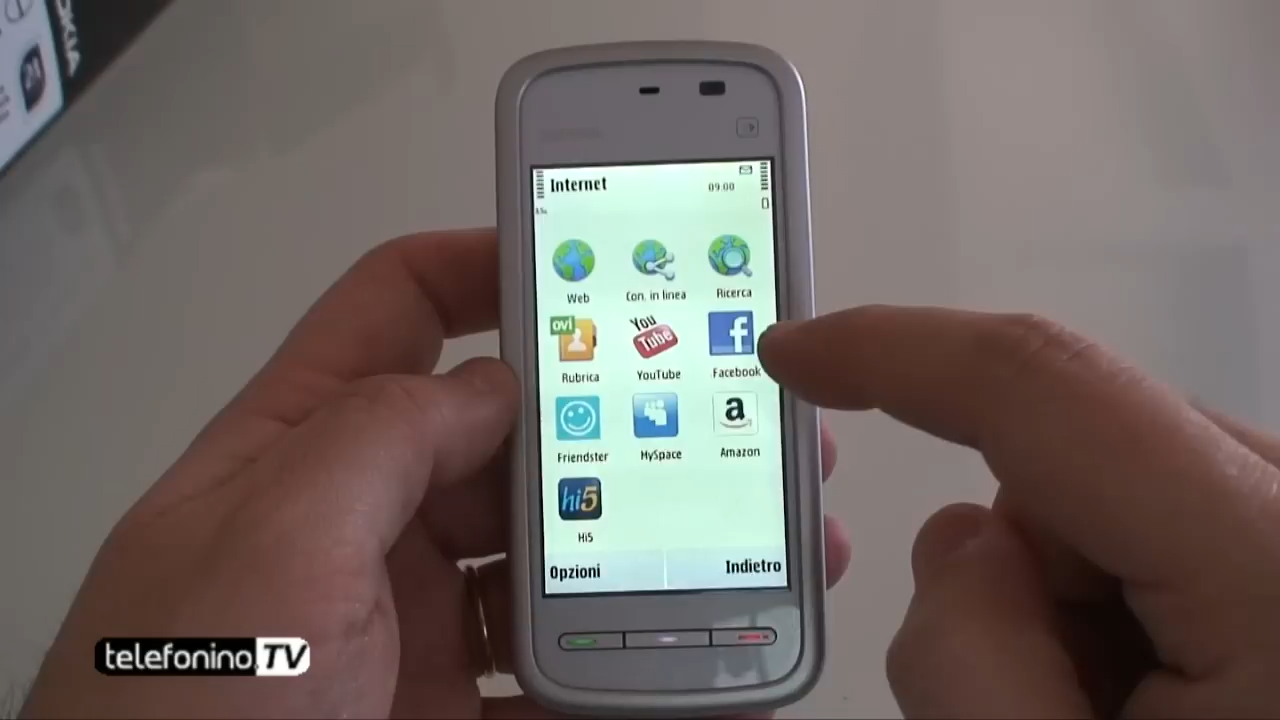 NOKIA
Internet
09:00
Web
Con. in linea
Ricerca
ovi
Rubrica
You
Tube
YouTube
f
Facebook
Friendster
MySpace
a
Amazon
hi5
Hi5
Opzioni
Indietro
telefonino.TV